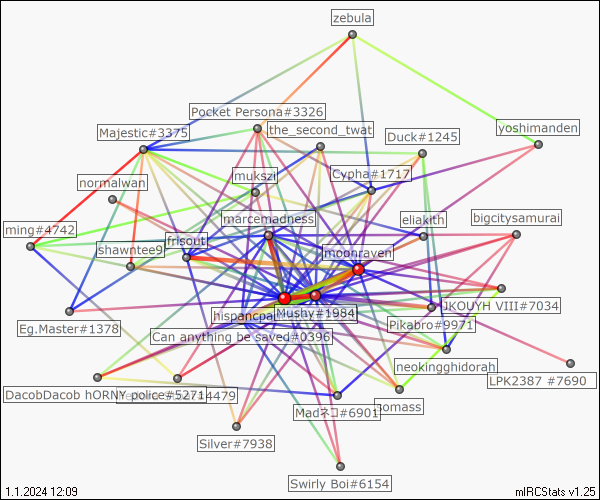 zebula
Pocket Persona#3326
yoshimanden
Majestic#3375
the_second_twat
Duck#1245
mukszi
Cypha#1717
normalwan
ming#4742
marcemadness
eliakith
bigcitysamurai
shawntee9
frisout
moonraven
JKOUYH VIII#7034
hispancoa
Mushy#1984
Eg.Master#1378
Pikabro#9971
Can anything be saved#0396
neokingghidorah
LPK2387 #7690
DacobDacob hORNY police#5271
4479
Madネコ#6901
somass
Silver#7938
Swirly Boi#6154
1.1.2024 12:09
mIRCStats v1.25